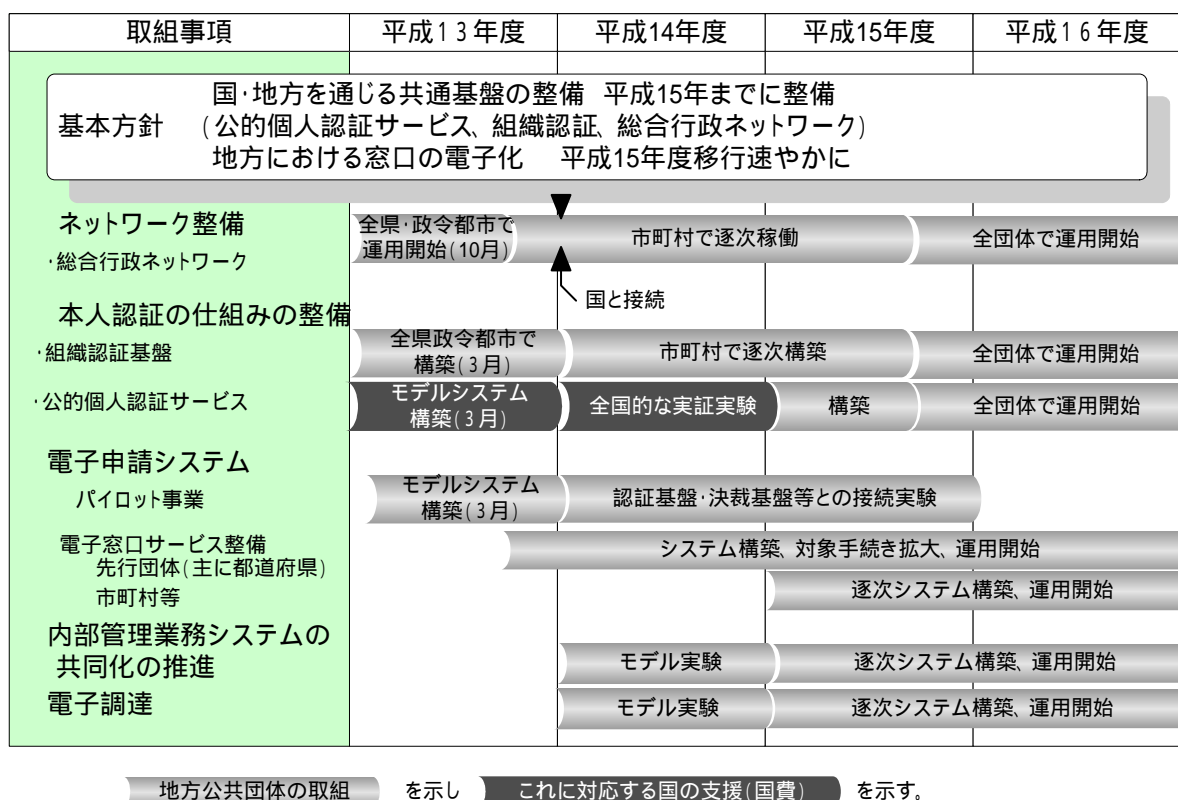 取組事項 平成13年度 平成14年度 平成15年度 平成16年度
国・地方を通じる共通基盤の整備 平成15年までに整備
基本方針 (公的個人認証サービス、組織認証、総合行政ネットワーク)
地方における窓口の電子化 平成15年度移行速やかに
ネットワーク整備
・総合行政ネットワーク
全県・政令都市で
運用開始(10月)
市町村で逐次稼働
全団体で運用開始
国と接続
本人認証の仕組みの整備
・組織認証基盤
全県政令都市で
構築(3月)
市町村で逐次構築
全団体で運用開始
・公的個人認証サービス
モデルシステム
構築(3月)
全国的な実証実験
構築
全団体で運用開始
電子申請システム
パイロット事業
モデルシステム
構築(3月)
認証基盤・決裁基盤等との接続実験
電子窓口サービス整備
先行団体(主に都道府県)
システム構築、対象手続き拡大、運用開始
市町村等
逐次システム構築、運用開始
内部管理業務システムの
共同化の推進
モデル実験
逐次システム構築、運用開始
電子調達
モデル実験
逐次システム構築、運用開始
地方公共団体の取組 を示し これに対応する国の支援(国費) を示す。